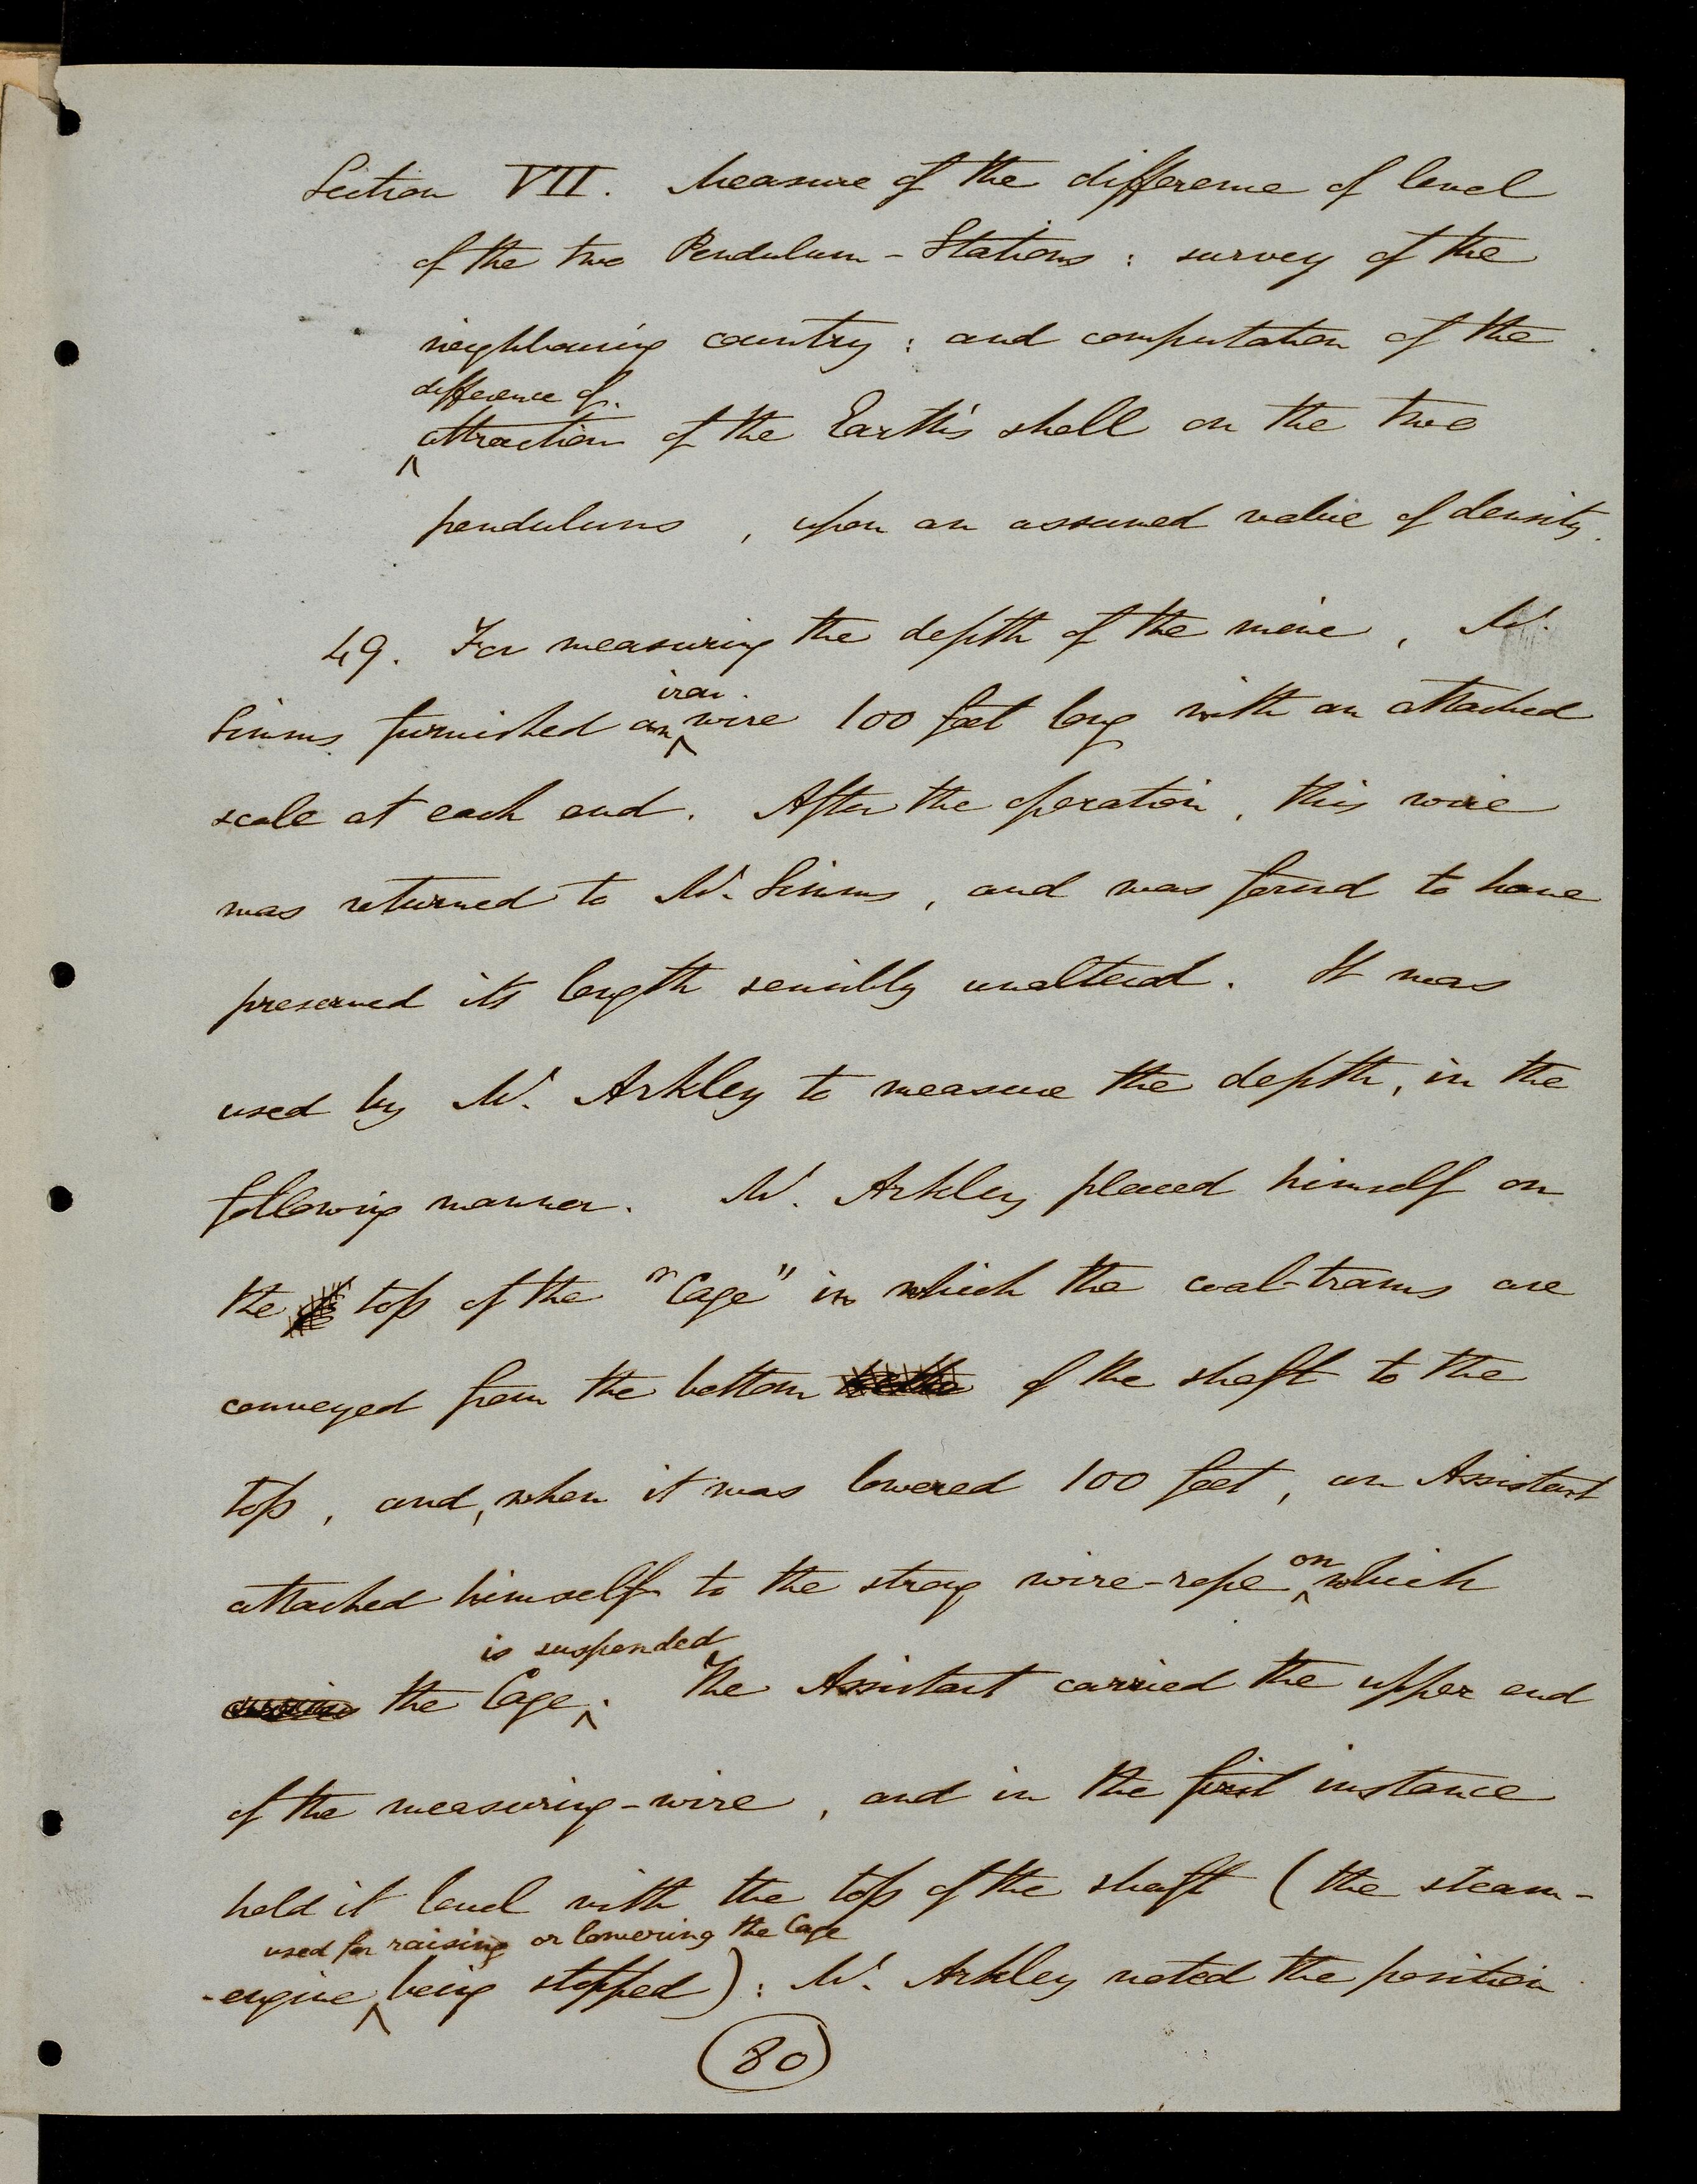 Section VII. Measure of the difference of level
of the two Pendulum-Stations: survey of the
neighbouring country: and computation of the
difference of
attraction of the Earth's shell on the two
pendulums, upon an assumed value of density.
49. For measuring the depth of the mine, Mr.
iron
Simms furnished an wire 100 feet long with an attached
scale at each end. After the operation, this wire
was returned to Mr. Simms, and was found to have
preserved its length sensibly unaltered. It was
used by Mr. Arkley to measure the depth, in the
following manner. Mr. Arkley placed himself on
the top of the "Cage" in which the coal-trams are
conveyed from the bottom of the shaft to the
top, and, when it was lowered 100 feet, an Assistant
on
attached himself to the strong wire-rope which
is suspended
the Cage. The Assistant carried the upper end
of the measuring-wire, and in the first instance
held it level with the top of the shaft (the steam-
used for raising or lowering the Cage
-engine being stopped): Mr. Arkley noted the position
80